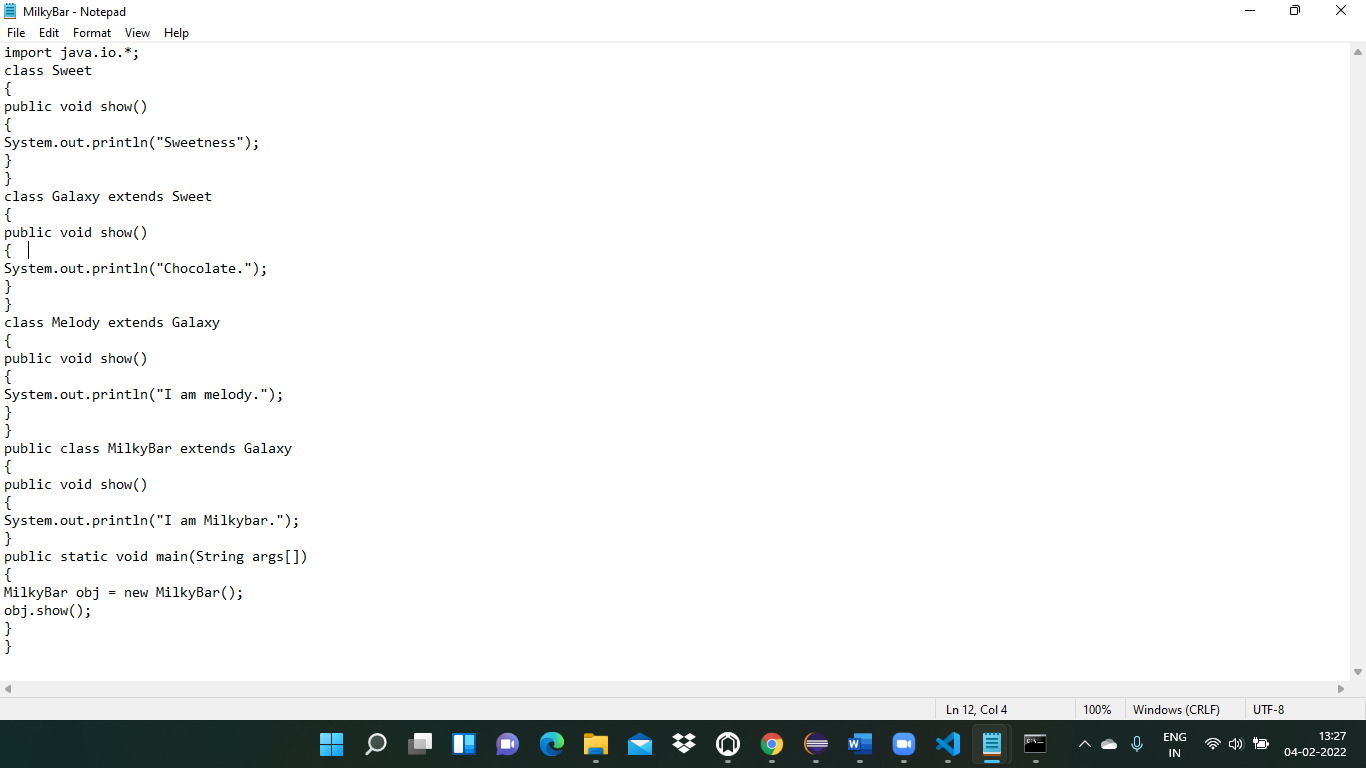 MilkyBar - Notepad
File Edit Format View Help
import java.io.*;
class Sweet
{
public void show()
{
System.out.println("Sweetness");
}
}
class Galaxy extends Sweet
{
public void show()
{
System.out.println("Chocolate.");
}
}
class Melody extends Galaxy
{
public void show()
{
System.out.println("I am melody.");
}
}
public class MilkyBar extends Galaxy
{
public void show()
{
System.out.println("I am Milkybar.");
}
public static void main(String args[])
{
MilkyBar obj = new MilkyBar();
obj.show();
}
}
Ln 12, Col 4 100% Windows (CRLF) UTF-8
ENG 13:27
IN 04-02-2022